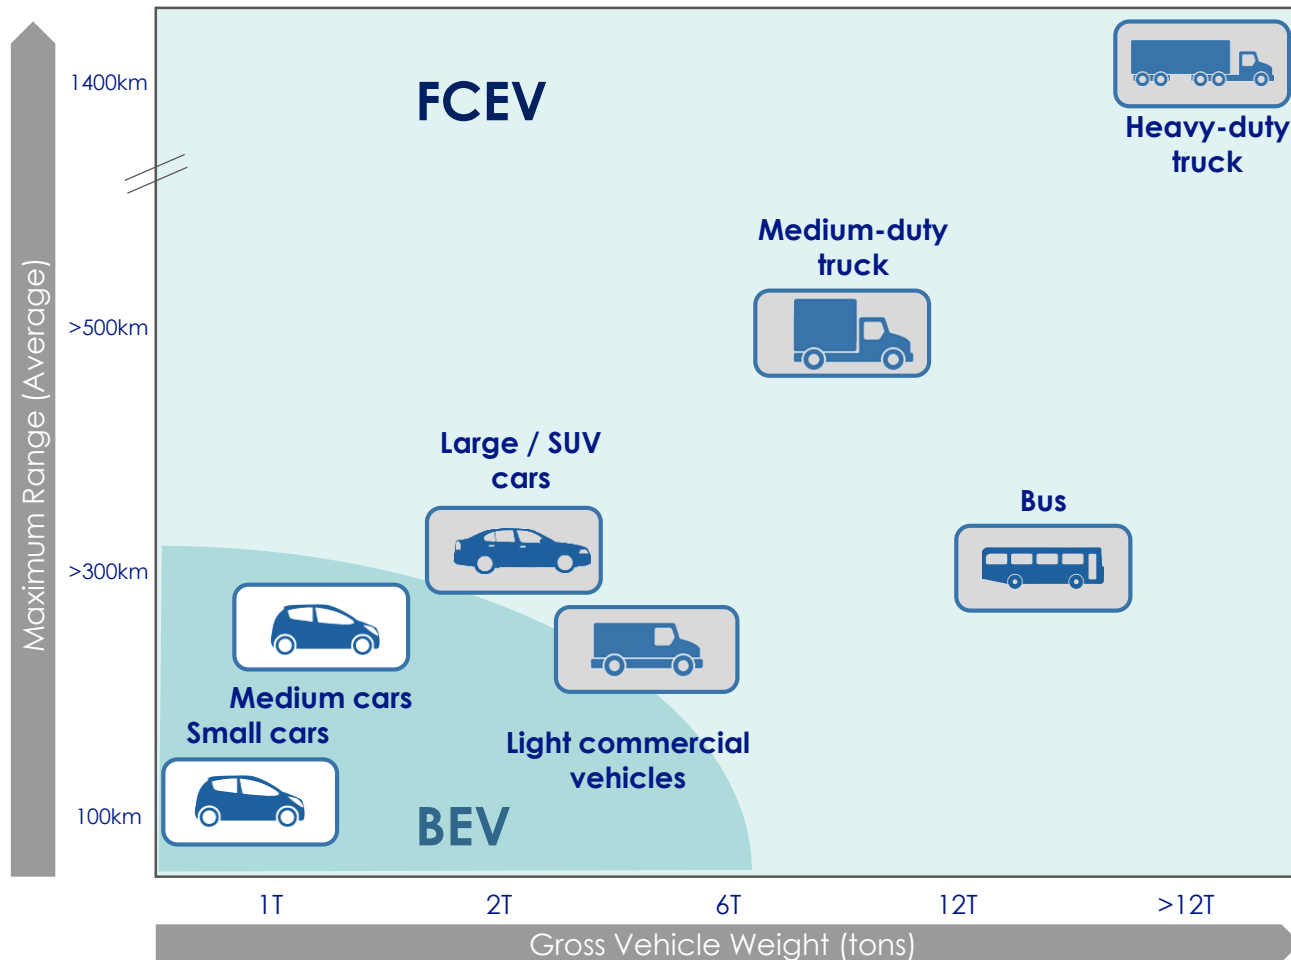 1400km
FCEV
Heavy-duty
truck
Medium-duty
truck
>500km
Large / SUV
cars
Bus
>300km
Maximum Range (Average)
Medium cars
Small cars
Light commercial
vehicles
100km
BEV
1T
2T
6T
12T
>12T
Gross Vehicle Weight (tons)